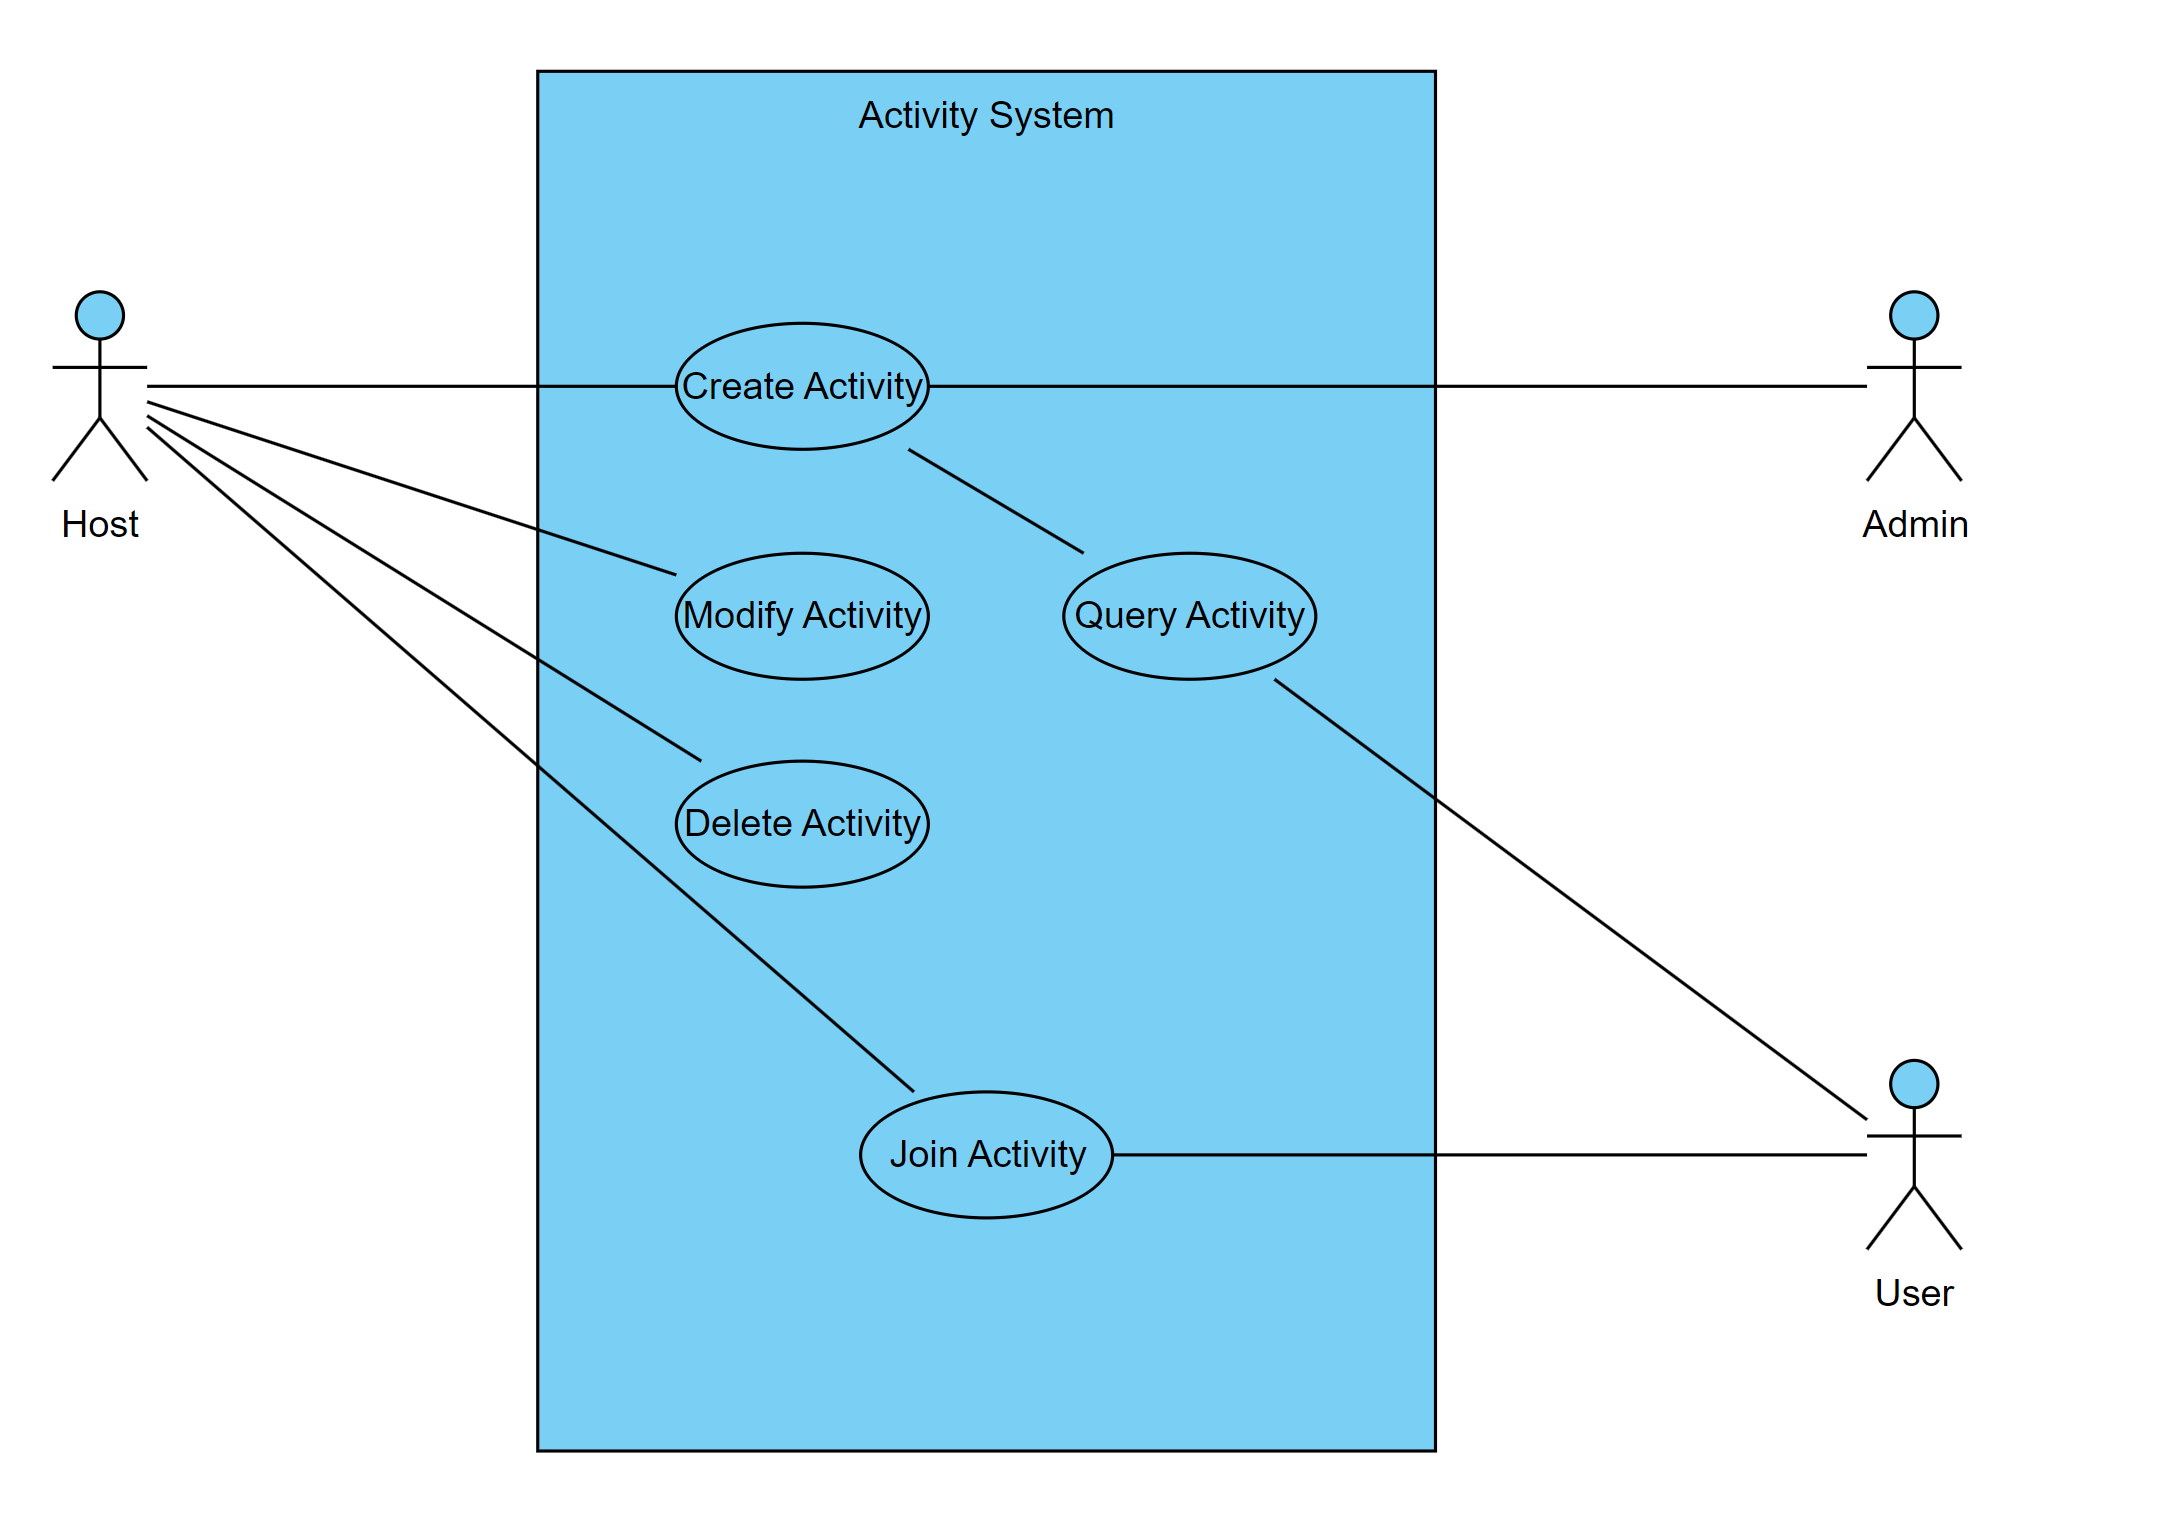 Activity System
Create Activity
Host
Admin
Modify Activity
Query Activity
Delete Activity
Join Activity
User